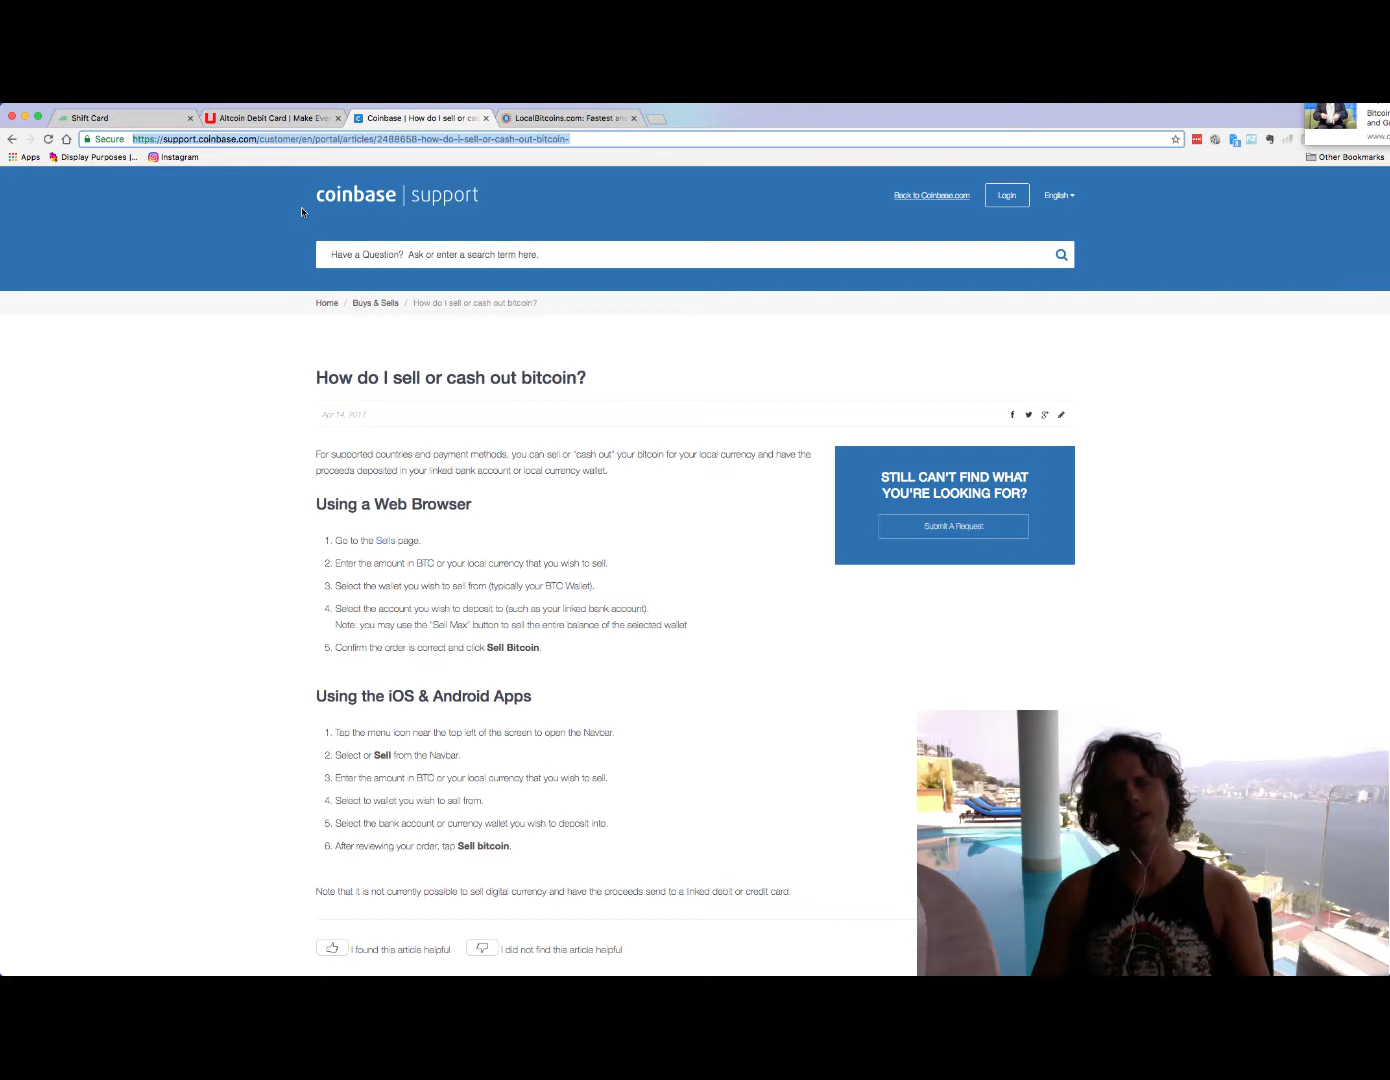 Shift Card
Altcoin Debit Card | Make Ever
Coinbase | How do I sell or cas
LocalBitcoins.com: Fastest and
Bitcoin
and G
Secure
https://support.coinbase.com/customer/en/portal/articles/2488658-how-do-i-sell-or-cash-out-bitcoin-
www.c
Apps
Display Purposes |...
Instagram
Other Bookmarks
coinbase | support
Back to Coinbase.com
Login
English
Have a Question? Ask or enter a search term here.
Home / Buys & Sells / How do I sell or cash out bitcoin?
How do I sell or cash out bitcoin?
Apr 14, 2017
For supported countries and payment methods, you can sell or "cash out" your bitcoin for your local currency and have the
proceeds deposited in your linked bank account or local currency wallet.
STILL CAN'T FIND WHAT
YOU'RE LOOKING FOR?
Submit A Request
Using a Web Browser
1. Go to the Sells page.
2. Enter the amount in BTC or your local currency that you wish to sell.
3. Select the wallet you wish to sell from (typically your BTC Wallet).
4. Select the account you wish to deposit to (such as your linked bank account).
Note: you may use the "Sell Max" button to sell the entire balance of the selected wallet
5. Confirm the order is correct and click Sell Bitcoin.
Using the iOS & Android Apps
1. Tap the menu icon near the top left of the screen to open the Navbar.
2. Select or Sell from the Navbar.
3. Enter the amount in BTC or your local currency that you wish to sell.
4. Select to wallet you wish to sell from.
5. Select the bank account or currency wallet you wish to deposit into.
6. After reviewing your order, tap Sell bitcoin.
Note that it is not currently possible to sell digital currency and have the proceeds send to a linked debit or credit card.
I found this article helpful
I did not find this article helpful